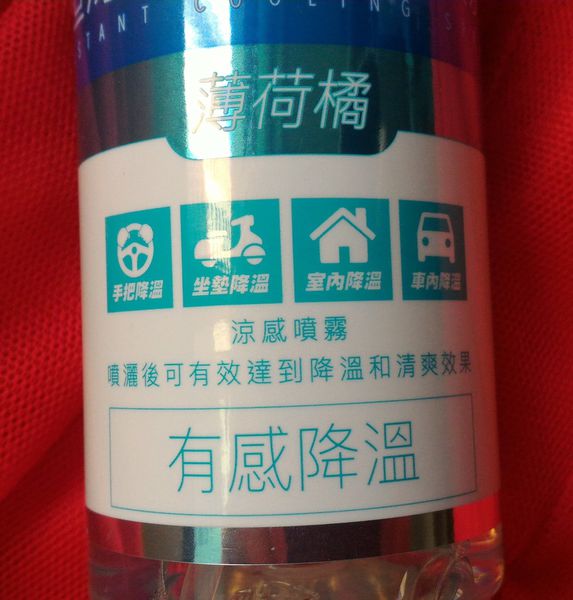 STANT COOLING S
薄荷橘
手把降溫 坐墊降溫 室內降溫 車內降溫
涼感噴霧
噴灑後可有效達到降溫和清爽效果
有感降溫